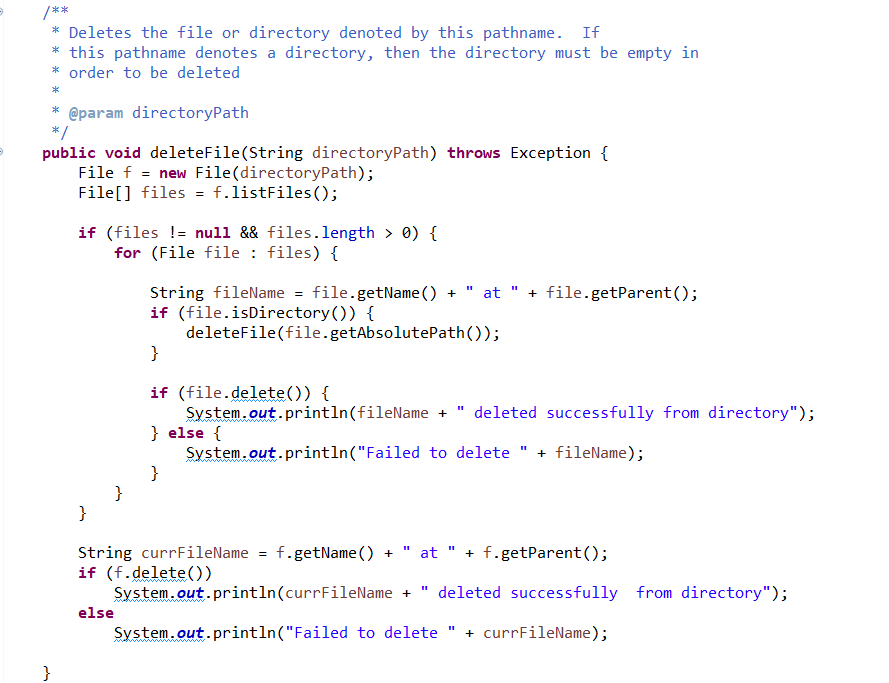 /**
 * Deletes the file or directory denoted by this pathname.  If
 * this pathname denotes a directory, then the directory must be empty in
 * order to be deleted
 *
 * @param directoryPath
 */
public void deleteFile(String directoryPath) throws Exception {
    File f = new File(directoryPath);
    File[] files = f.listFiles();

    if (files != null && files.length > 0) {
        for (File file : files) {

            String fileName = file.getName() + " at " + file.getParent();
            if (file.isDirectory()) {
                deleteFile(file.getAbsolutePath());
            }

            if (file.delete()) {
                System.out.println(fileName + " deleted successfully from directory");
            } else {
                System.out.println("Failed to delete " + fileName);
            }
        }
    }

    String currFileName = f.getName() + " at " + f.getParent();
    if (f.delete())
        System.out.println(currFileName + " deleted successfully  from directory");
    else
        System.out.println("Failed to delete " + currFileName);

}